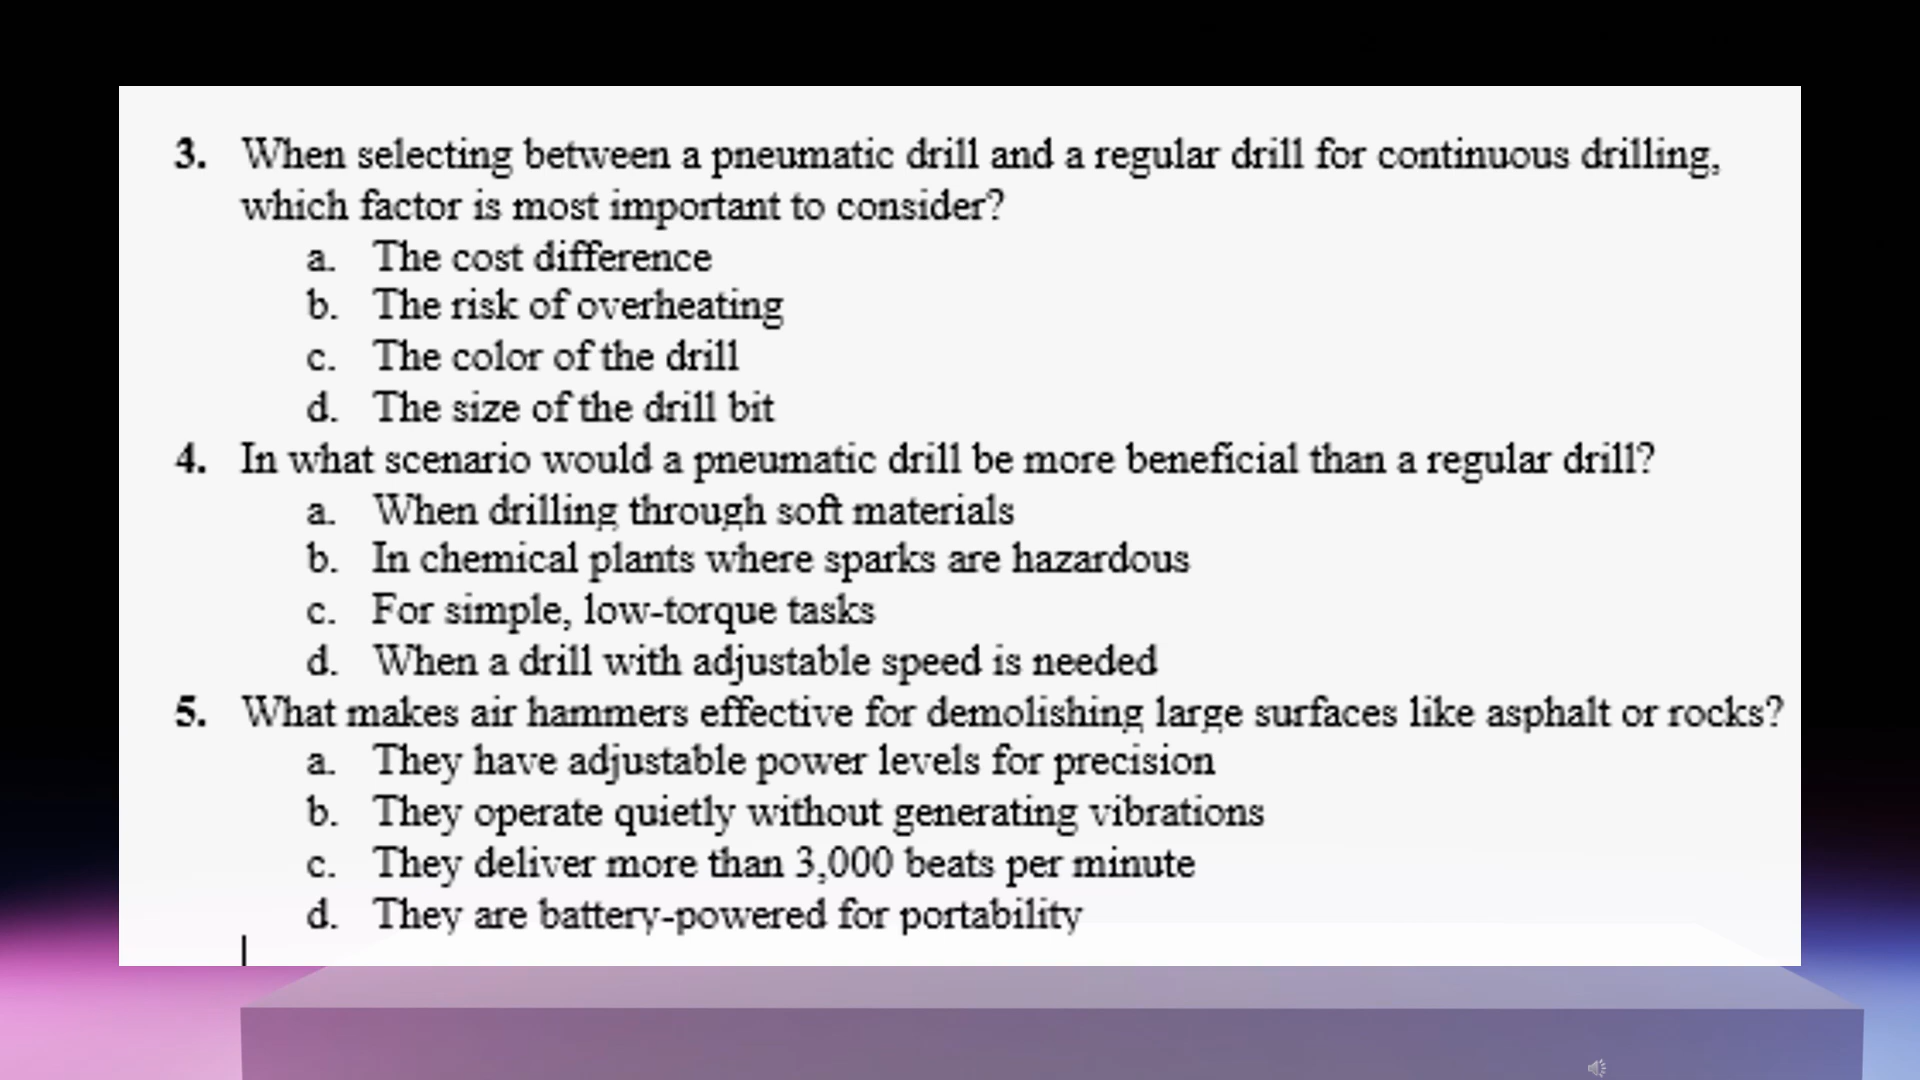 3. When selecting between a pneumatic drill and a regular drill for continuous drilling,
which factor is most important to consider?
a. The cost difference
b. The risk of overheating
c. The color of the drill
d. The size of the drill bit
4. In what scenario would a pneumatic drill be more beneficial than a regular drill?
a. When drilling through soft materials
b. In chemical plants where sparks are hazardous
c. For simple, low-torque tasks
d. When a drill with adjustable speed is needed
5. What makes air hammers effective for demolishing large surfaces like asphalt or rocks?
a. They have adjustable power levels for precision
b. They operate quietly without generating vibrations
c. They deliver more than 3,000 beats per minute
d. They are battery-powered for portability